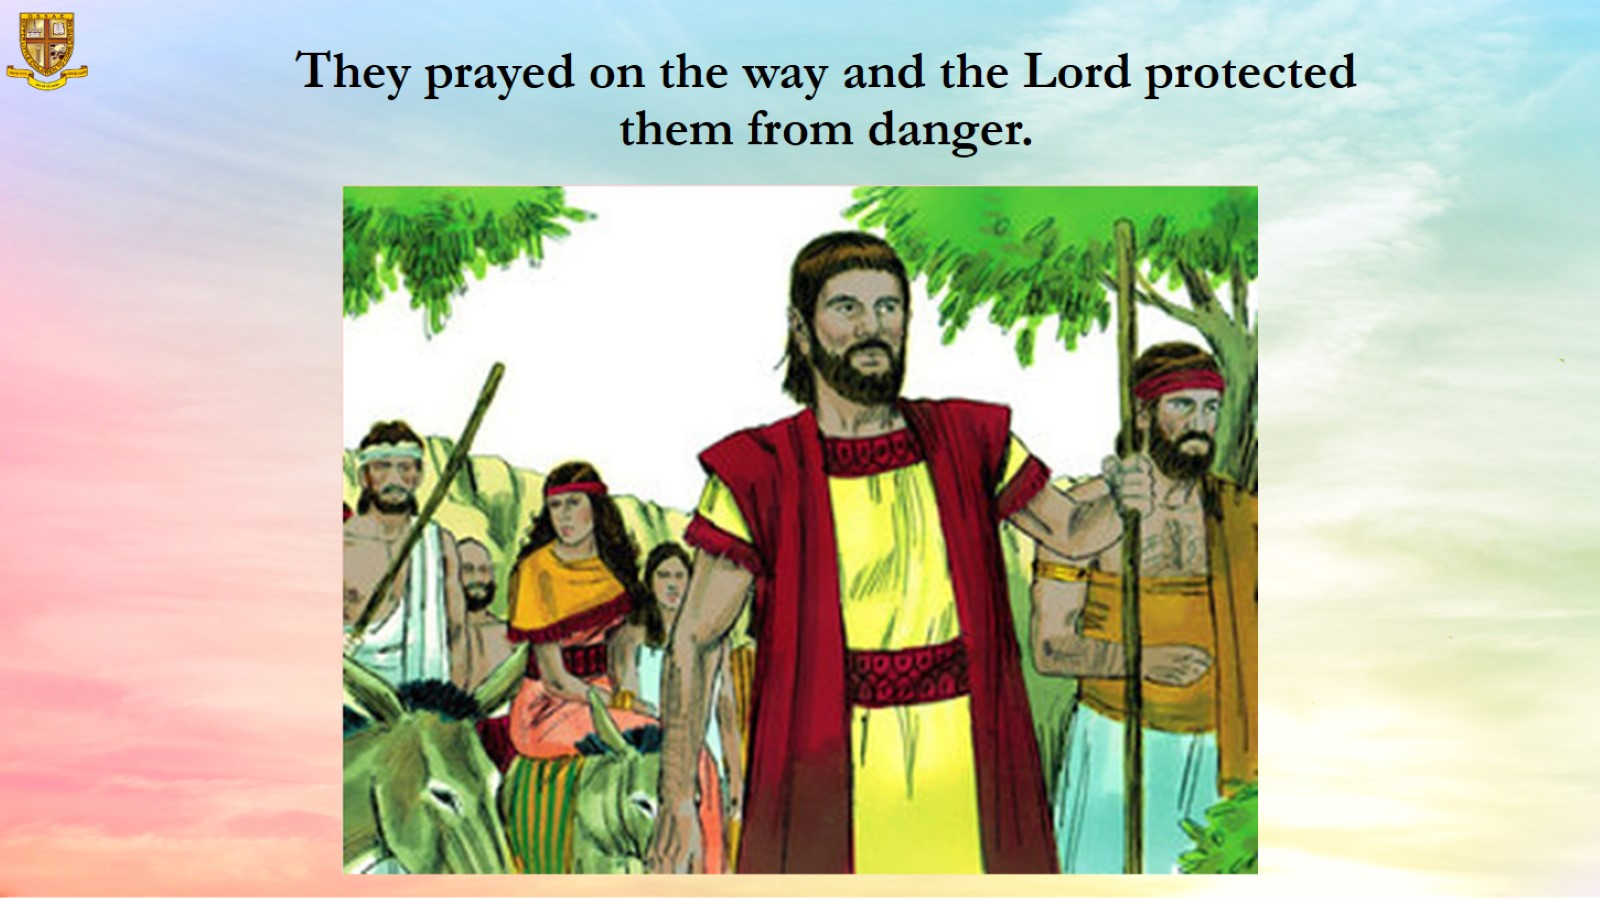 O.S.S.A.E
They prayed on the way and the Lord protected
them from danger.